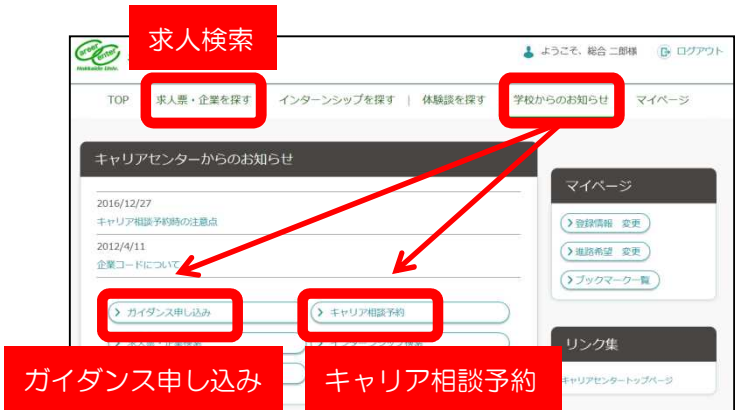 求人検索
Career Center
Hokkaido Univ.
ようこそ、総合 二郎様 ログアウト
TOP 求人票・企業を探す インターンシップを探す | 体験談を探す 学校からのお知らせ マイページ
キャリアセンターからのお知らせ
2016/12/27
キャリア相談予約時の注意点
2012/4/11
企業コードについて
ガイダンス申し込み キャリア相談予約
マイページ
登録情報 変更
進路希望 変更
ブックマーク一覧
リンク集
キャリアセンタートップページ
ガイダンス申し込み キャリア相談予約